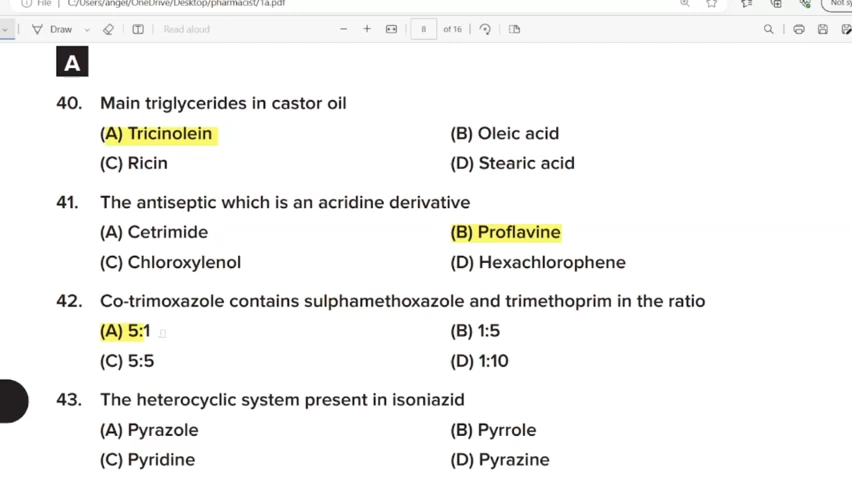 File | C:/Users/angel/OneDrive/Desktop/pharmacist/1a.pdf
Draw Read aloud 8 of 16
A
40. Main triglycerides in castor oil
(A) Tricinolein (B) Oleic acid
(C) Ricin (D) Stearic acid
41. The antiseptic which is an acridine derivative
(A) Cetrimide (B) Proflavine
(C) Chloroxylenol (D) Hexachlorophene
42. Co-trimoxazole contains sulphamethoxazole and trimethoprim in the ratio
(A) 5:1 (B) 1:5
(C) 5:5 (D) 1:10
43. The heterocyclic system present in isoniazid
(A) Pyrazole (B) Pyrrole
(C) Pyridine (D) Pyrazine